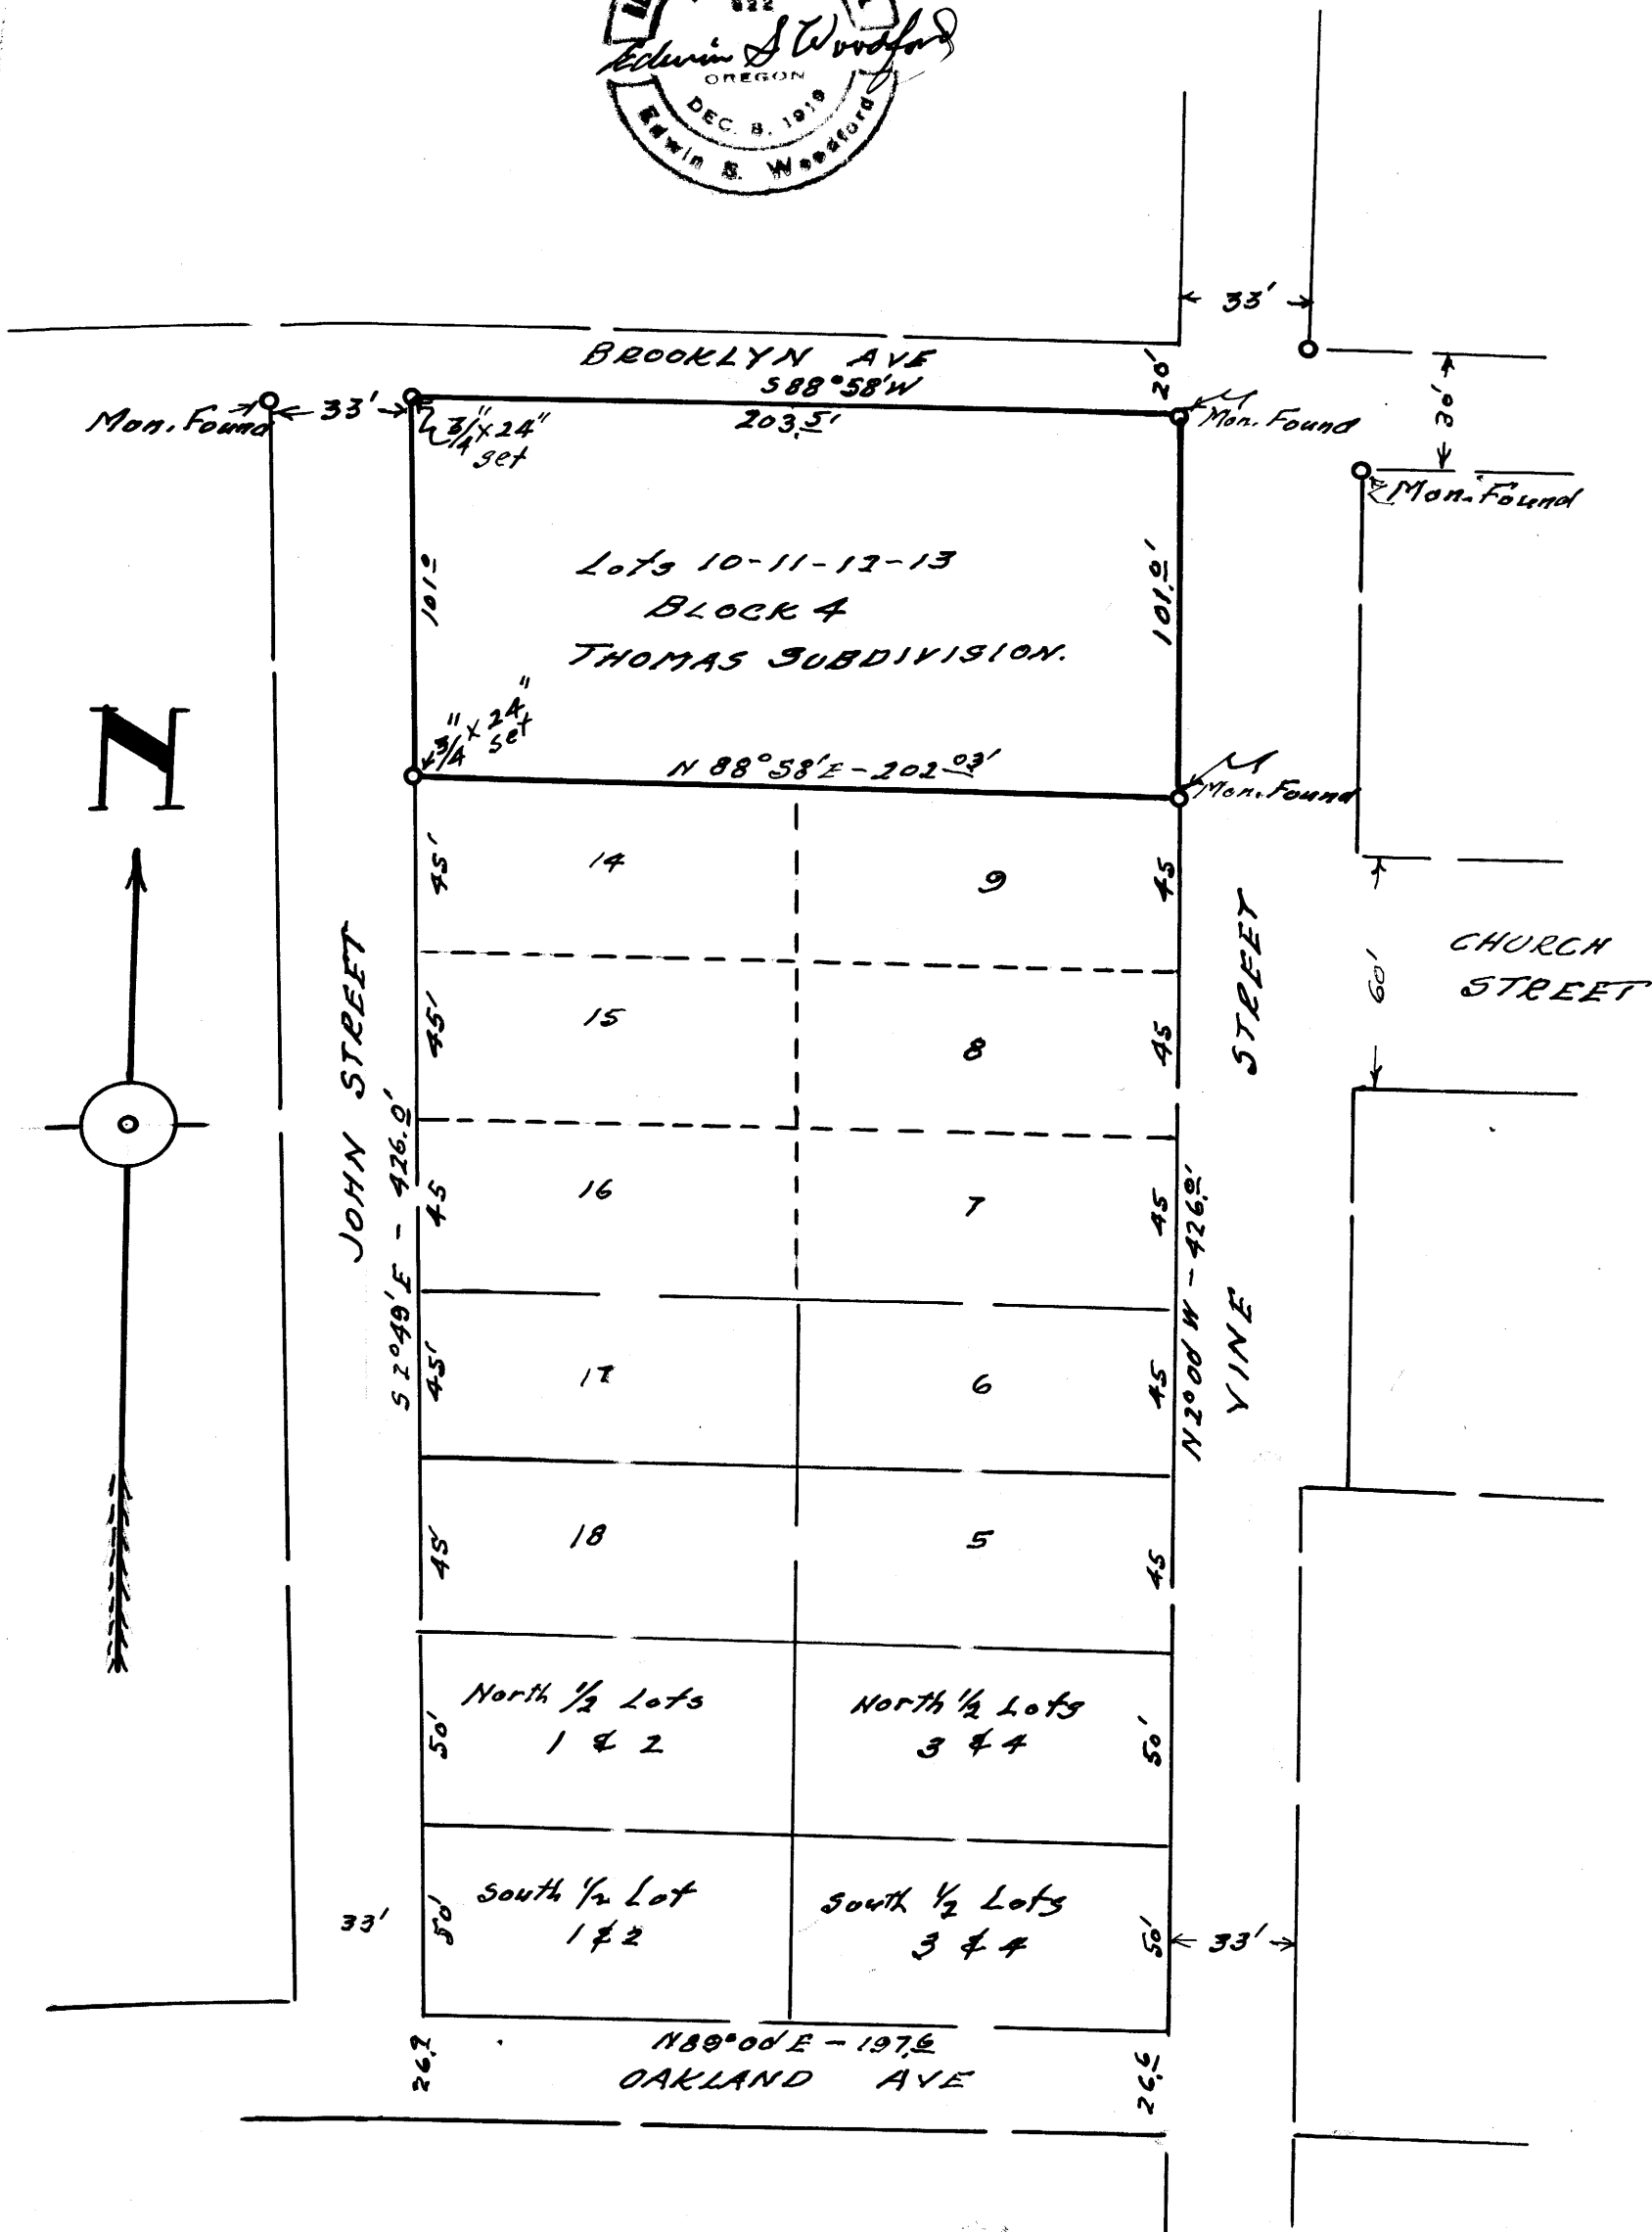 822
Edwin S Woodford
OREGON
DEC. 8, 1919
Edwin S. Woodford
33'
BROOKLYN AVE
S 88°58' W
203.5'
20'
30'
Mon. Found
33'
3/4" x 24"
set
Mon. Found
Mon. Found
Lots 10-11-12-13
BLOCK 4
THOMAS SUBDIVISION.
101.0
101.0'
N
3/4" x 24"
set
N 88°58' E - 202.03'
Mon. Found
45'
14
9
45
CHURCH
STREET
60'
45'
15
8
45
JOHN STREET
S 2°49' E - 426.0'
VINE STREET
N 2°00' W - 426.0'
45
16
7
45
45'
17
6
45
45
18
5
45
50'
North 1/2 Lots
1 & 2
North 1/2 Lots
3 & 4
50'
33'
50'
South 1/2 Lot
1 & 2
South 1/2 Lots
3 & 4
50'
33'
N 89°00' E - 197.6
26.6
OAKLAND AVE